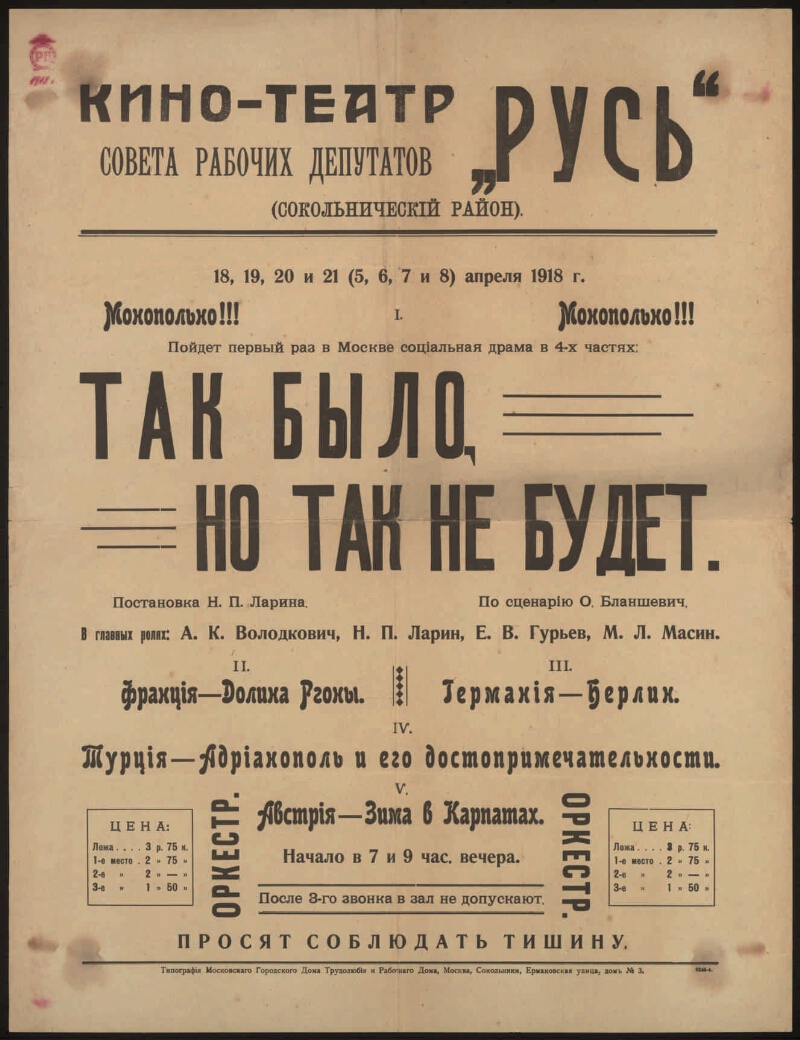 КИНО-ТЕАТР „РУСЬ“
СОВЕТА РАБОЧИХ ДЕПУТАТОВ
(СОКОЛЬНИЧЕСКІЙ РАЙОН).
18, 19, 20 и 21 (5, 6, 7 и 8) апреля 1918 г.
Монопольно!!! I. Монопольно!!!
Пойдет первый раз в Москве соціальная драма в 4-х частях:
ТАК БЫЛО,
НО ТАК НЕ БУДЕТ.
Постановка Н. П. Ларина. По сценарію О. Бланшевич.
В главных ролях: А. К. Володкович, Н. П. Ларин, Е. В. Гурьев, М. Л. Масин.
II. III.
Франція—Долина Ргоны. Германія—Берлин.
IV.
Турція—Адріанополь и его достопримечательности.
V.
Австрія—Зима в Карпатах.
ОРКЕСТР. ОРКЕСТР.
Начало в 7 и 9 час. вечера.
После 3-го звонка в зал не допускают.
ЦЕНА:
Ложа . . . . 3 р. 75 к.
1-е место . 2 „ 75 „
2-е „ 2 „ — „
3-е „ 1 „ 50 „
ЦЕНА:
Ложа . . . . 3 р. 75 к.
1-е место . 2 „ 75 „
2-е „ 2 „ — „
3-е „ 1 „ 50 „
ПРОСЯТ СОБЛЮДАТЬ ТИШИНУ.
Типографія Московскаго Городского Дома Трудолюбія и Рабочаго Дома, Москва, Сокольники, Ермаковская улица, домъ № 3.